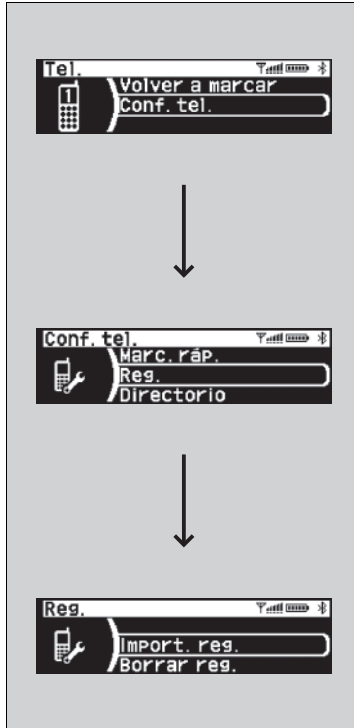 Tel.
Volver a marcar
Conf. tel.
Conf. tel.
Marc. ráp.
Reg.
Directorio
Reg.
Import. reg.
Borrar reg.